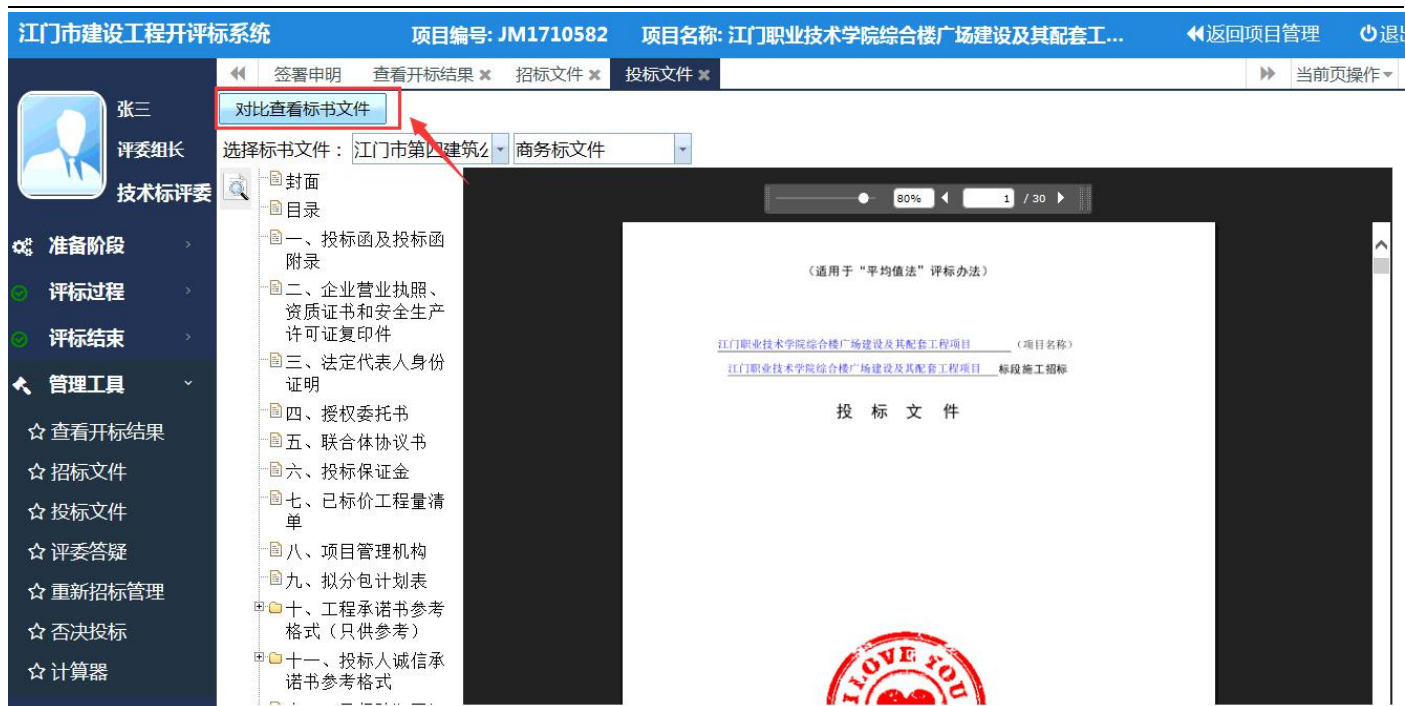 江门市建设工程开评标系统 项目编号: JM1710582 项目名称: 江门职业技术学院综合楼广场建设及其配套工... 返回项目管理 退出
签署申明 查看开标结果 招标文件 投标文件 当前页操作
张三
评委组长
技术标评委
准备阶段
评标过程
评标结束
管理工具
查看开标结果
招标文件
投标文件
评委答疑
重新招标管理
否决投标
计算器
对比查看标书文件
选择标书文件: 江门市第四建筑 商务标文件
封面
目录
一、投标函及投标函
附录
二、企业营业执照、
资质证书和安全生产
许可证复印件
三、法定代表人身份
证明
四、授权委托书
五、联合体协议书
六、投标保证金
七、已标价工程量清
单
八、项目管理机构
九、拟分包计划表
十、工程承诺书参考
格式（只供参考）
十一、投标人诚信承
诺书参考格式
80% 1 / 30
（适用于“平均值法”评标办法）
江门职业技术学院综合楼广场建设及其配套工程项目 （项目名称）
江门职业技术学院综合楼广场建设及其配套工程项目 标段施工招标
投 标 文 件
I LOVE YOU